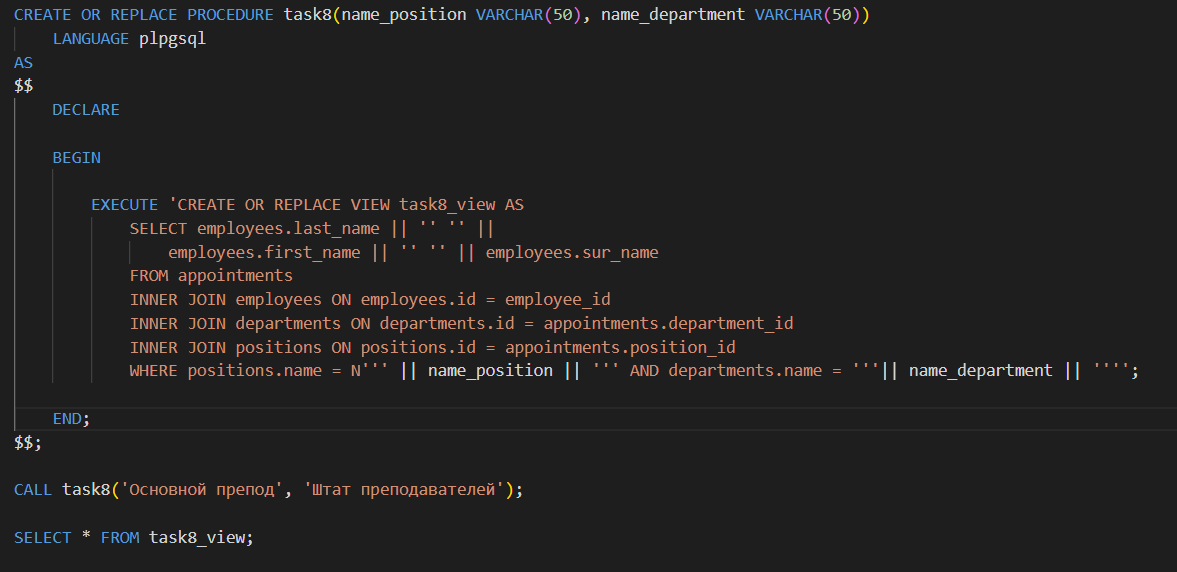 CREATE OR REPLACE PROCEDURE task8(name_position VARCHAR(50), name_department VARCHAR(50))
LANGUAGE plpgsql
AS
$$
DECLARE
BEGIN
EXECUTE 'CREATE OR REPLACE VIEW task8_view AS
SELECT employees.last_name || '' '' ||
employees.first_name || '' '' || employees.sur_name
FROM appointments
INNER JOIN employees ON employees.id = employee_id
INNER JOIN departments ON departments.id = appointments.department_id
INNER JOIN positions ON positions.id = appointments.position_id
WHERE positions.name = N''' || name_position || ''' AND departments.name = '''|| name_department || '''';
END;
$$;
CALL task8('Основной препод', 'Штат преподавателей');
SELECT * FROM task8_view;